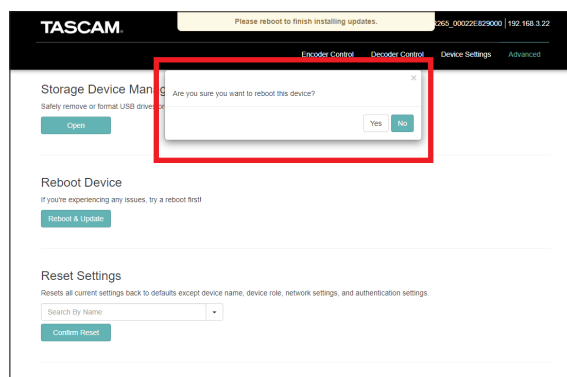 TASCAM
Please reboot to finish installing updates.
2265_00022E829000 | 192.168.3.22
Encoder Control Decoder Control Device Settings Advanced
Storage Device Manag
Safely remove or format USB drives or
Open
×
Are you sure you want to reboot this device?
Yes No
Reboot Device
If you're experiencing any issues, try a reboot first!
Reboot & Update
Reset Settings
Resets all current settings back to defaults except device name, device role, network settings, and authentication settings.
Search By Name
Confirm Reset